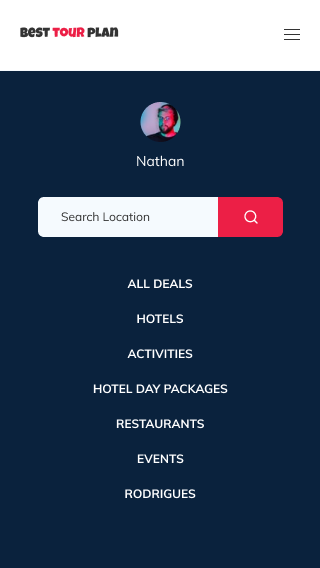 BEST TOUR PLAN
Nathan
Search Location
ALL DEALS
HOTELS
ACTIVITIES
HOTEL DAY PACKAGES
RESTAURANTS
EVENTS
RODRIGUES